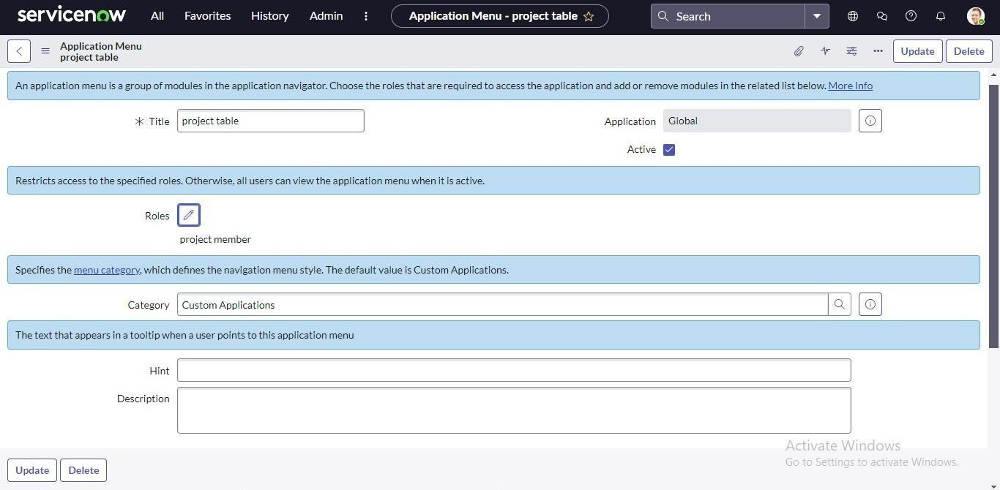 servicenow All Favorites History Admin Application Menu - project table Search
Application Menu
project table
Update Delete
An application menu is a group of modules in the application navigator. Choose the roles that are required to access the application and add or remove modules in the related list below. More Info
* Title project table Application Global
Active
Restricts access to the specified roles. Otherwise, all users can view the application menu when it is active.
Roles
project member
Specifies the menu category, which defines the navigation menu style. The default value is Custom Applications.
Category Custom Applications
The text that appears in a tooltip when a user points to this application menu
Hint
Description
Activate Windows
Go to Settings to activate Windows.
Update Delete